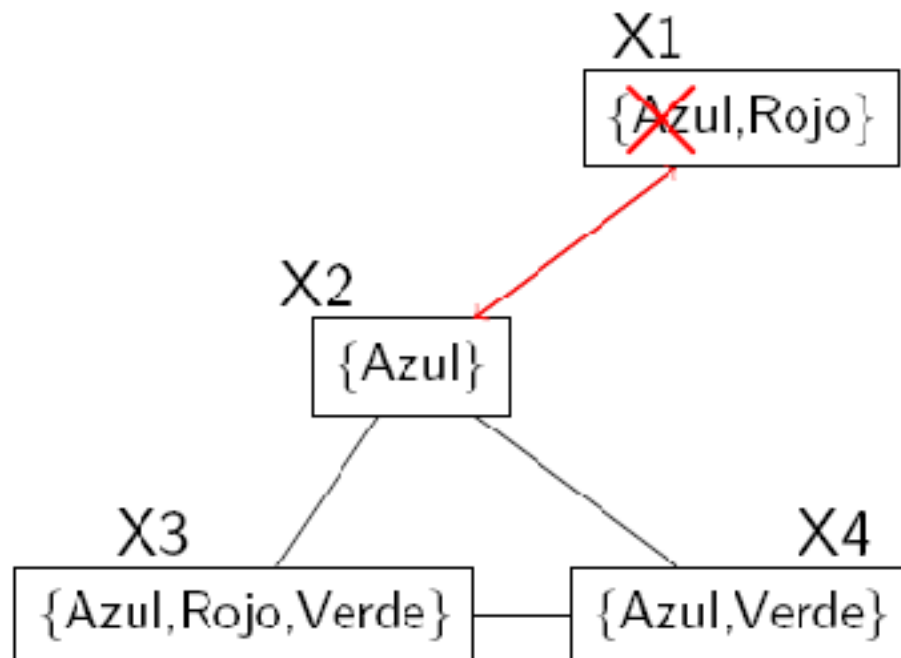 X1
{Azul,Rojo}
X2
{Azul}
X3
X4
{Azul,Rojo,Verde}
{Azul,Verde}